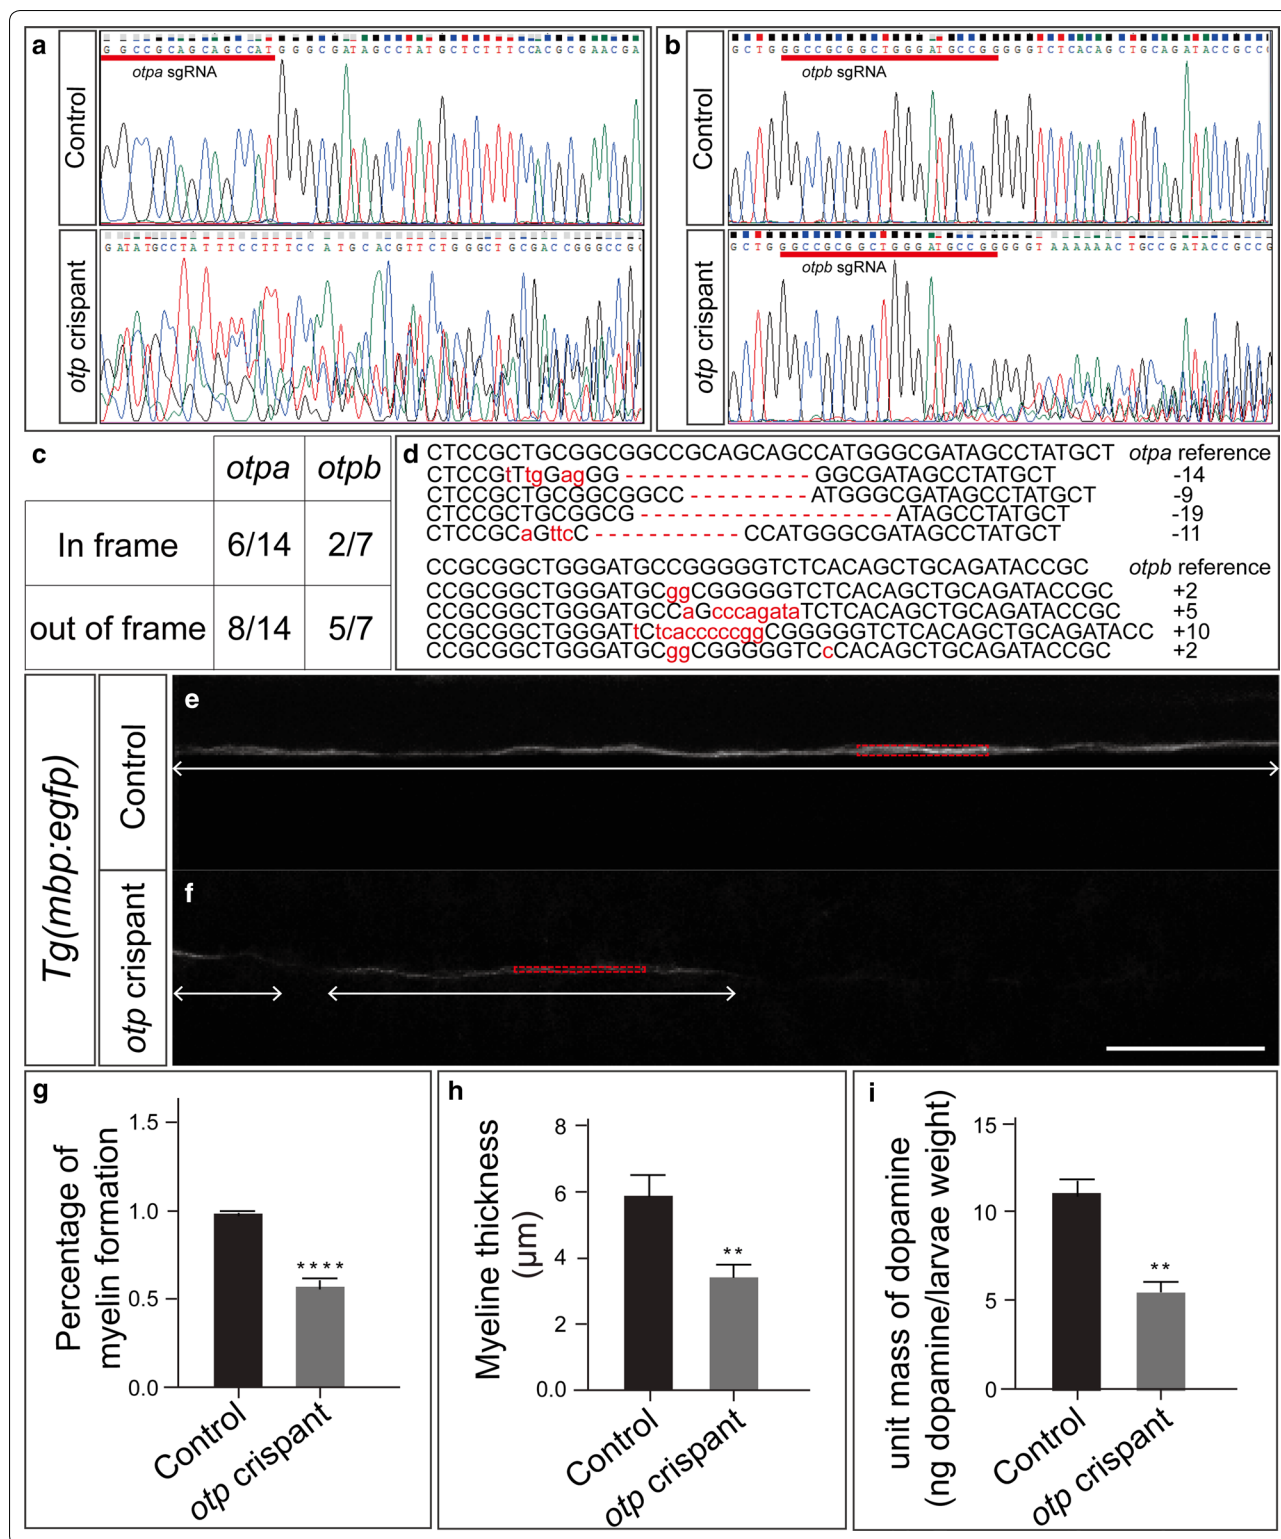 a
Control
GGCCGCAGCAGCCATGGGCGATAGCCTATGCTCTTTCCACGCGAACGA
otpa sgRNA
otp crispant
GATATGCCTATTTCCTTTCCATGCACGTTCTGGGCTGCGACCGGGCCGC
b
Control
GCTGGGCCGCGGCTGGGATGCCGGGGGTCTCACAGCTGCAGATACCGCC
otpb sgRNA
otp crispant
GCTGGGCCGCGGCTGGGATGCCGGGGGTAAAAAACTGCCGATACCGCCG
otpb sgRNA
c
otpa otpb
In frame 6/14 2/7
out of frame 8/14 5/7
d
CTCCGCTGCGGCGGCCGCAGCAGCCATGGGCGATAGCCTATGCT otpa reference
CTCCGtTtgGagGG - - - - - - - - - - - - - - GGCGATAGCCTATGCT -14
CTCCGCTGCGGCGGCC - - - - - - - - - ATGGGCGATAGCCTATGCT -9
CTCCGCTGCGGCG - - - - - - - - - - - - - - - - - - - ATAGCCTATGCT -19
CTCCGCaGttcC - - - - - - - - - - - CCATGGGCGATAGCCTATGCT -11
CCGCGGCTGGGATGCCGGGGGTCTCACAGCTGCAGATACCGC otpb reference
CCGCGGCTGGGATGCggCGGGGGTCTCACAGCTGCAGATACCGC +2
CCGCGGCTGGGATGCCaGcccagataTCTCACAGCTGCAGATACCGC +5
CCGCGGCTGGGATtCtcacccccggCGGGGGTCTCACAGCTGCAGATACC +10
CCGCGGCTGGGATGCggCGGGGGTCcCACAGCTGCAGATACCGC +2
Tg(mbp:egfp)
Control
e
otp crispant
f
g
Percentage of
myelin formation
1.5
1.0
0.5
0.0
****
Control
otp crispant
h
Myeline thickness
(μm)
8
6
4
2
0.0
**
Control
otp crispant
i
unit mass of dopamine
(ng dopamine/larvae weight)
15
10
5
0
**
Control
otp crispant